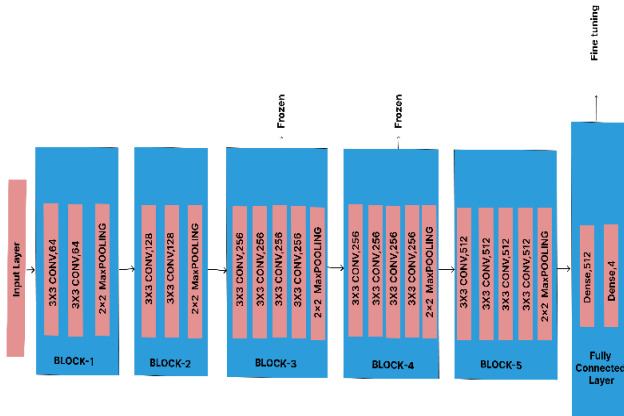 Input Layer
3X3 CONV,64
3X3 CONV,64
2×2 MaxPOOLING
BLOCK-1
3X3 CONV,128
3X3 CONV,128
2×2 MaxPOOLING
BLOCK-2
Frozen
3X3 CONV,256
3X3 CONV,256
3X3 CONV,256
3X3 CONV,256
2×2 MaxPOOLING
BLOCK-3
Frozen
3X3 CONV,256
3X3 CONV,256
3X3 CONV,256
3X3 CONV,256
2×2 MaxPOOLING
BLOCK-4
3X3 CONV,512
3X3 CONV,512
3X3 CONV,512
3X3 CONV,512
2×2 MaxPOOLING
BLOCK-5
Fine tuning
Dense,512
Dense,4
Fully
Connected
Layer